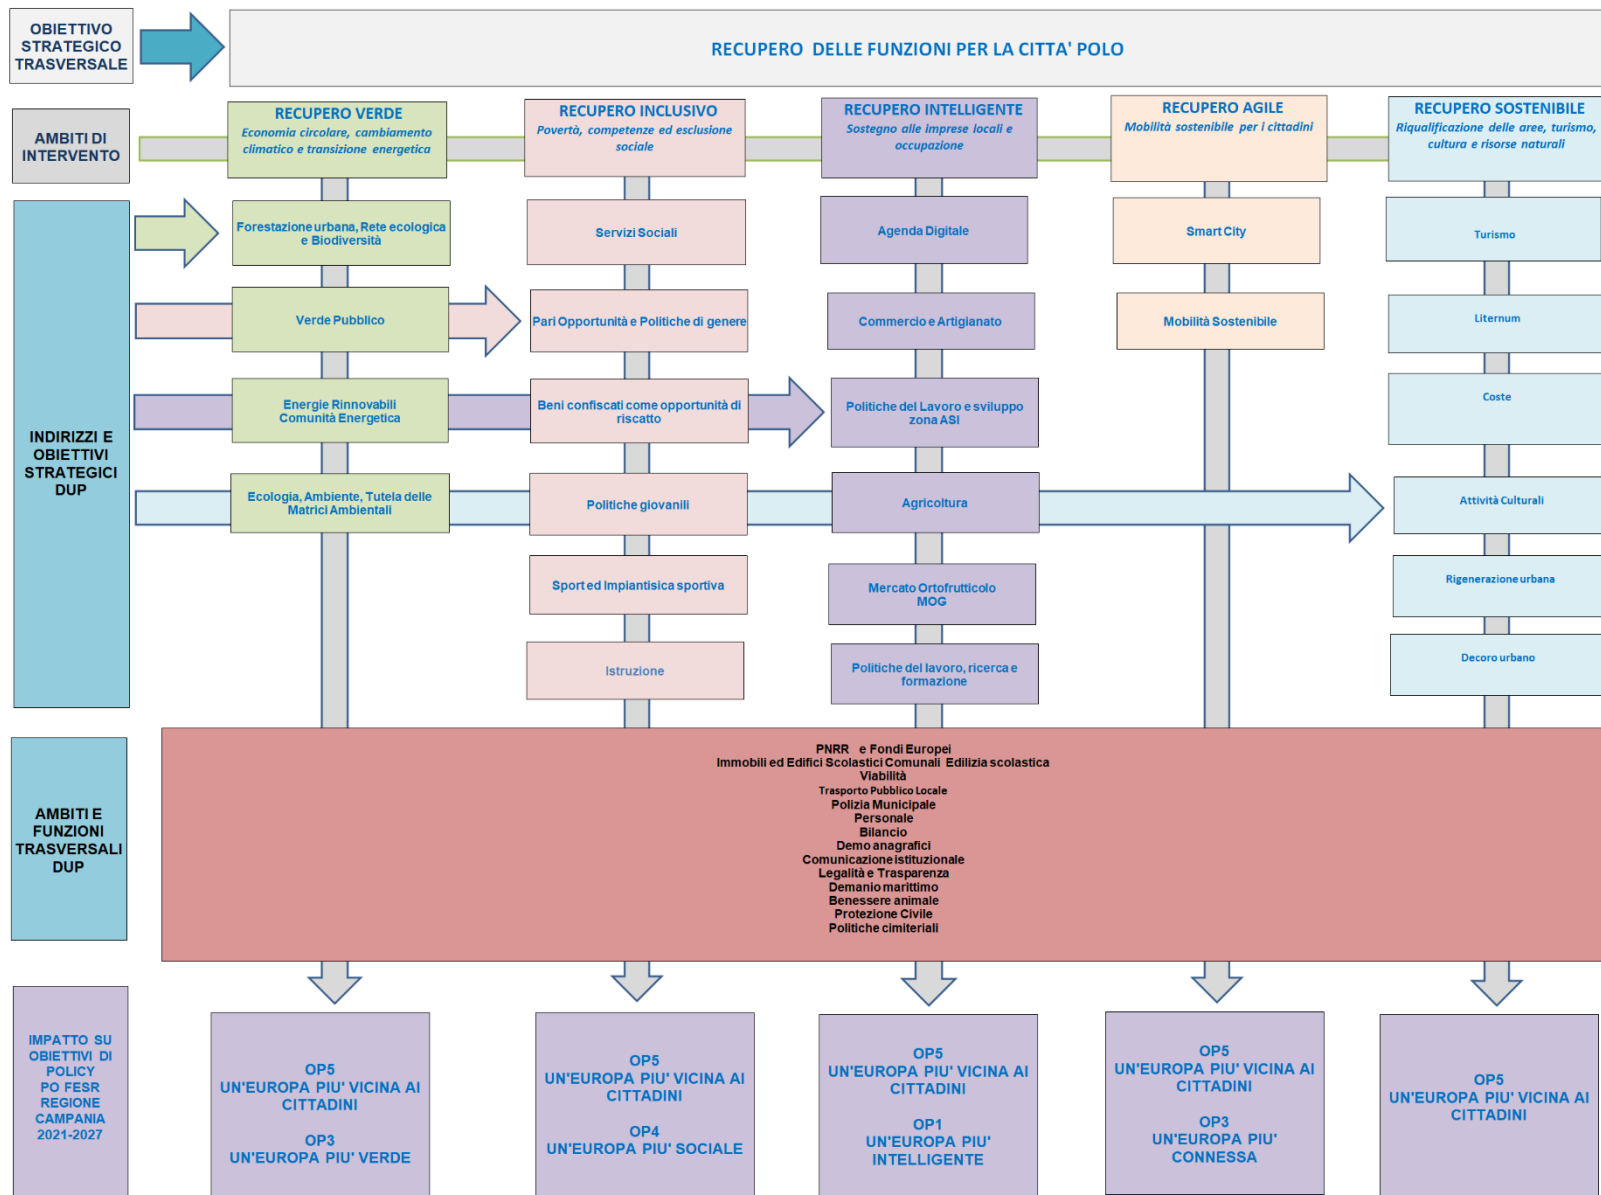 OBIETTIVO
STRATEGICO
TRASVERSALE
RECUPERO DELLE FUNZIONI PER LA CITTA' POLO
AMBITI DI
INTERVENTO
RECUPERO VERDE
Economia circolare, cambiamento
climatico e transizione energetica
RECUPERO INCLUSIVO
Povertà, competenze ed esclusione
sociale
RECUPERO INTELLIGENTE
Sostegno alle imprese locali e
occupazione
RECUPERO AGILE
Mobilità sostenibile per i cittadini
RECUPERO SOSTENIBILE
Riqualificazione delle aree, turismo,
cultura e risorse naturali
INDIRIZZI E
OBIETTIVI
STRATEGICI
DUP
Forestazione urbana, Rete ecologica
e Biodiversità
Servizi Sociali
Agenda Digitale
Smart City
Turismo
Verde Pubblico
Pari Opportunità e Politiche di genere
Commercio e Artigianato
Mobilità Sostenibile
Liternum
Energie Rinnovabili
Comunità Energetica
Beni confiscati come opportunità di
riscatto
Politiche del Lavoro e sviluppo
zona ASI
Coste
Ecologia, Ambiente, Tutela delle
Matrici Ambientali
Politiche giovanili
Agricoltura
Attività Culturali
Sport ed Impiantisica sportiva
Mercato Ortofrutticolo
MOG
Rigenerazione urbana
Istruzione
Politiche del lavoro, ricerca e
formazione
Decoro urbano
AMBITI E
FUNZIONI
TRASVERSALI
DUP
PNRR e Fondi Europei
Immobili ed Edifici Scolastici Comunali Edilizia scolastica
Viabilità
Trasporto Pubblico Locale
Polizia Municipale
Personale
Bilancio
Demo anagrafici
Comunicazione istituzionale
Legalità e Trasparenza
Demanio marittimo
Benessere animale
Protezione Civile
Politiche cimiteriali
IMPATTO SU
OBIETTIVI DI
POLICY
PO FESR
REGIONE
CAMPANIA
2021-2027
OP5
UN'EUROPA PIU' VICINA AI
CITTADINI
OP3
UN'EUROPA PIU' VERDE
OP5
UN'EUROPA PIU' VICINA AI
CITTADINI
OP4
UN'EUROPA PIU' SOCIALE
OP5
UN'EUROPA PIU' VICINA AI
CITTADINI
OP1
UN'EUROPA PIU'
INTELLIGENTE
OP5
UN'EUROPA PIU' VICINA AI
CITTADINI
OP3
UN'EUROPA PIU'
CONNESSA
OP5
UN'EUROPA PIU' VICINA AI
CITTADINI